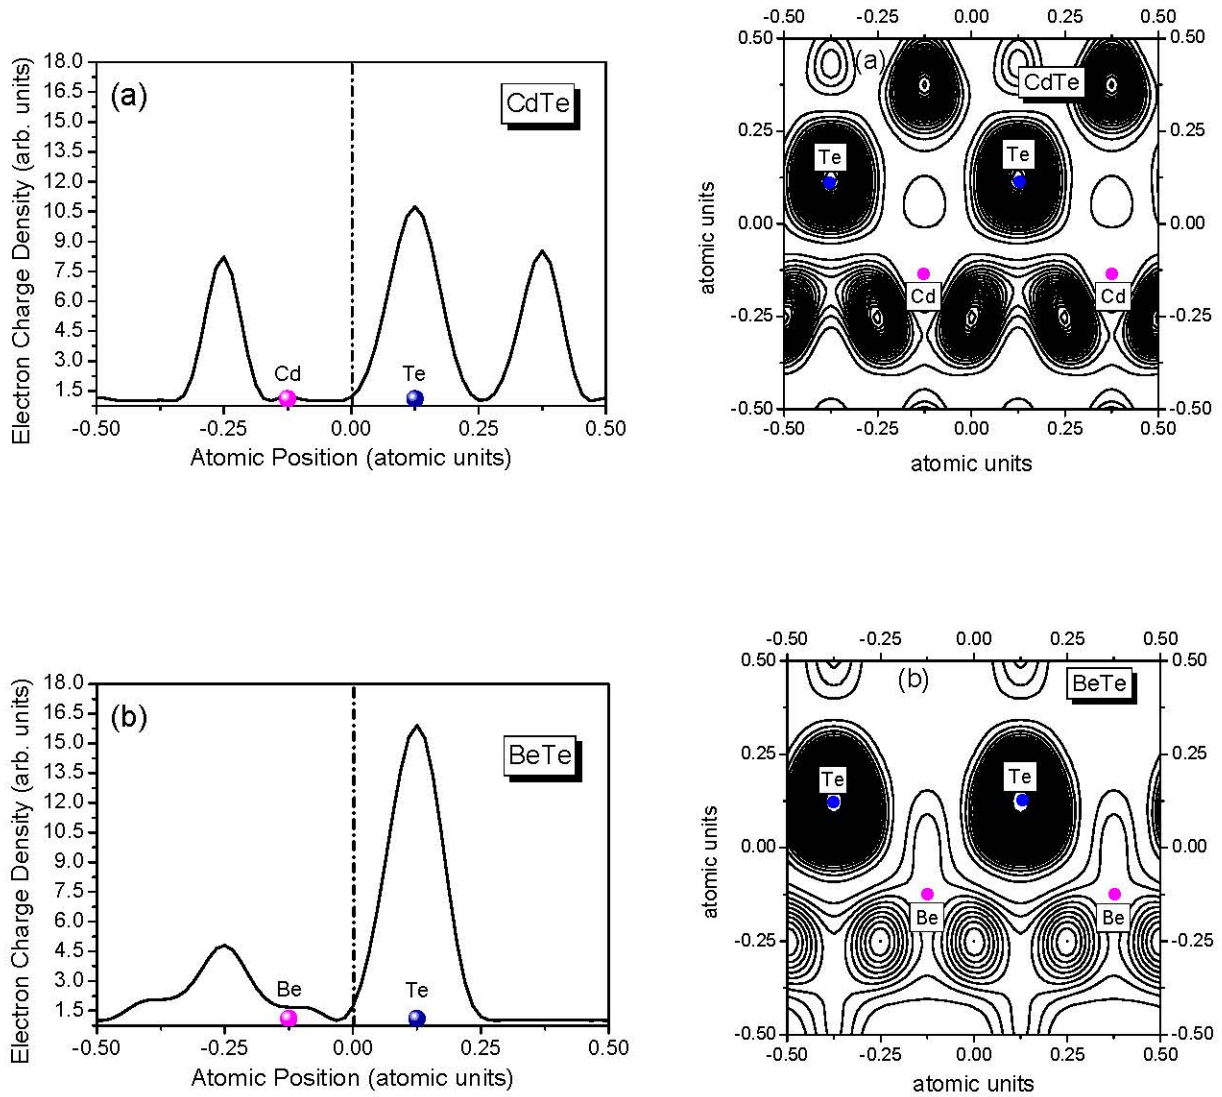 -0.50 -0.25 0.00 0.25 0.50
18.0
16.5
15.0
13.5
12.0
10.5
9.0
7.5
6.0
4.5
3.0
1.5
Electron Charge Density (arb. units)
(a)
CdTe
Cd
Te
-0.50 -0.25 0.00 0.25 0.50
Atomic Position (atomic units)
0.50
0.25
0.00
-0.25
-0.50
atomic units
(a)
CdTe
Te
Te
Cd
Cd
0.50
0.25
0.00
-0.25
-0.50
-0.50 -0.25 0.00 0.25 0.50
atomic units
18.0
16.5
15.0
13.5
12.0
10.5
9.0
7.5
6.0
4.5
3.0
1.5
Electron Charge Density (arb. units)
(b)
BeTe
Be
Te
-0.50 -0.25 0.00 0.25 0.50
Atomic Position (atomic units)
-0.50 -0.25 0.00 0.25 0.50
0.50
0.25
0.00
-0.25
-0.50
atomic units
(b)
BeTe
Te
Te
Be
Be
0.50
0.25
0.00
-0.25
-0.50
-0.50 -0.25 0.00 0.25 0.50
atomic units